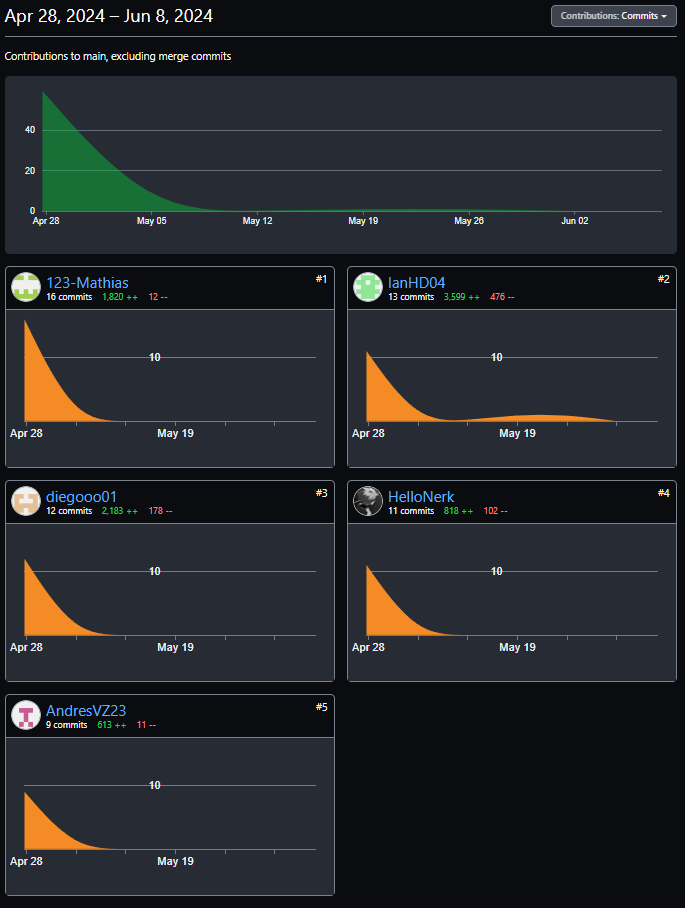 Apr 28, 2024 – Jun 8, 2024
Contributions: Commits
Contributions to main, excluding merge commits
40
20
0
Apr 28 May 05 May 12 May 19 May 26 Jun 02
123-Mathias #1
16 commits 1,820 ++ 12 --
10
Apr 28 May 19
IanHD04 #2
13 commits 3,599 ++ 476 --
10
Apr 28 May 19
diegooo01 #3
12 commits 2,183 ++ 178 --
10
Apr 28 May 19
HelloNerk #4
11 commits 818 ++ 102 --
10
Apr 28 May 19
AndresVZ23 #5
9 commits 613 ++ 11 --
10
Apr 28 May 19